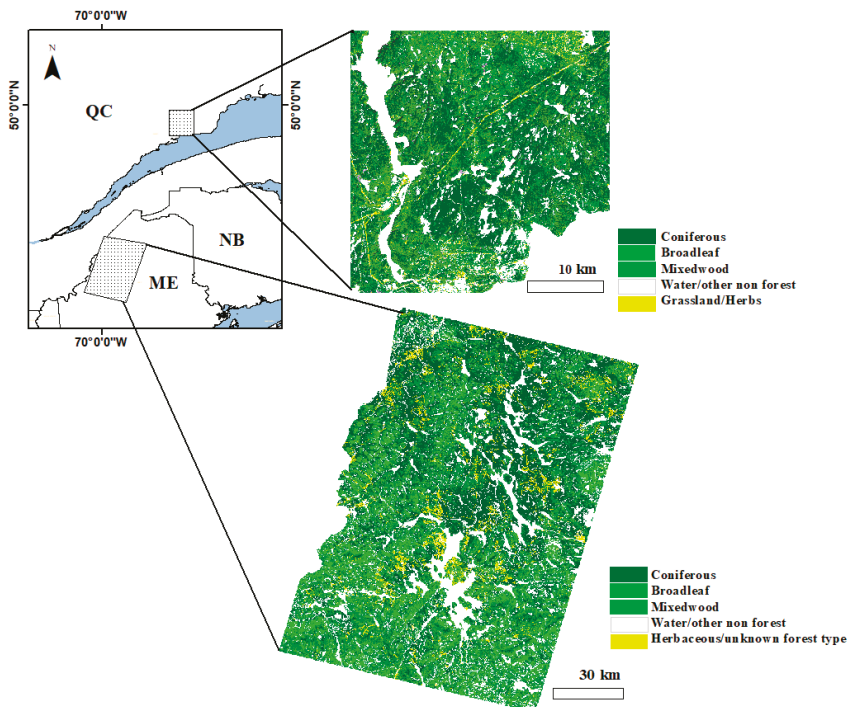 70°0'0"W
N
50°0'0"N
50°0'0"N
QC
NB
ME
70°0'0"W
Coniferous
Broadleaf
Mixedwood
Water/other non forest
Grassland/Herbs
10 km
Coniferous
Broadleaf
Mixedwood
Water/other non forest
Herbaceous/unknown forest type
30 km